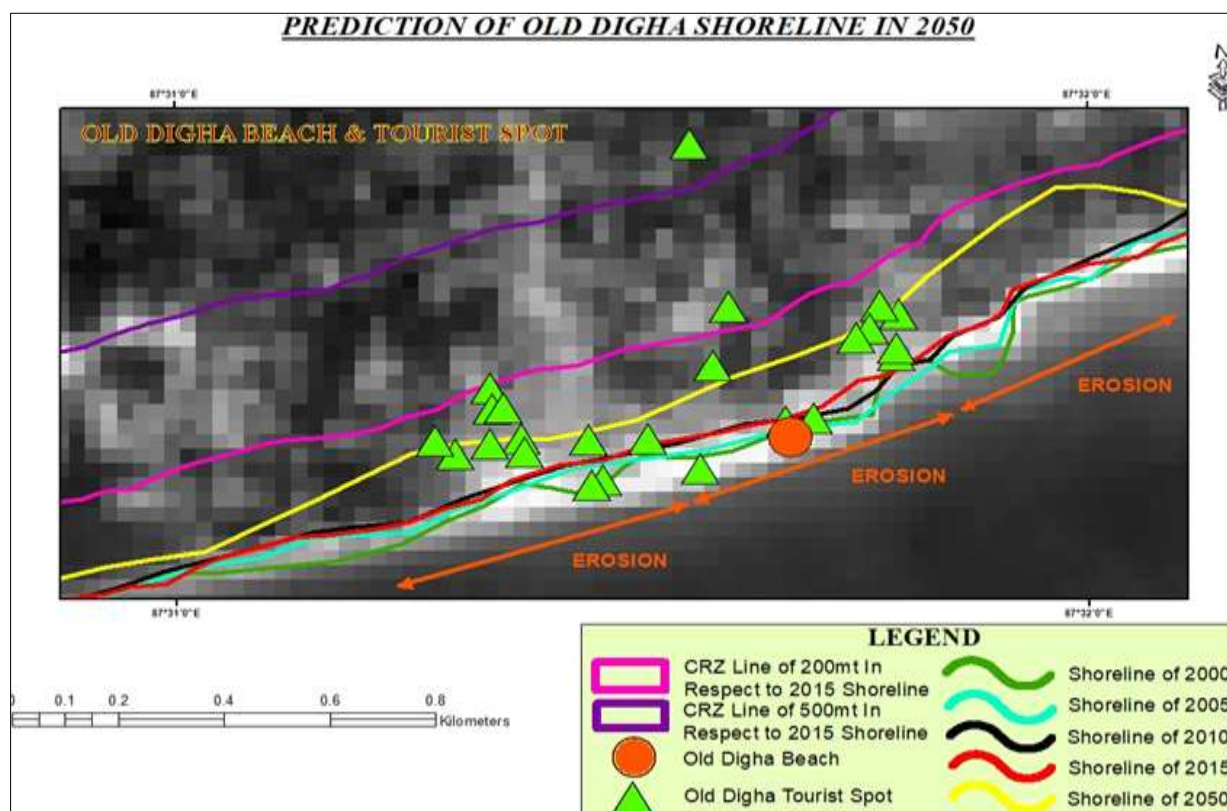 PREDICTION OF OLD DIGHA SHORELINE IN 2050
N
87°31'0"E
87°32'0"E
OLD DIGHA BEACH & TOURIST SPOT
EROSION
EROSION
EROSION
87°31'0"E
87°32'0"E
0 0.1 0.2 0.4 0.6 0.8
Kilometers
LEGEND
CRZ Line of 200mt In
Respect to 2015 Shoreline
CRZ Line of 500mt In
Respect to 2015 Shoreline
Old Digha Beach
Old Digha Tourist Spot
Shoreline of 2000
Shoreline of 2005
Shoreline of 2010
Shoreline of 2015
Shoreline of 2050